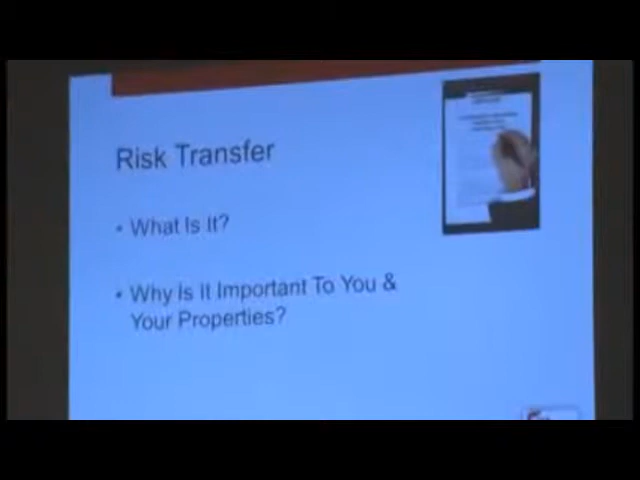 Risk Transfer
• What Is It?
• Why Is It Important To You &
Your Properties?